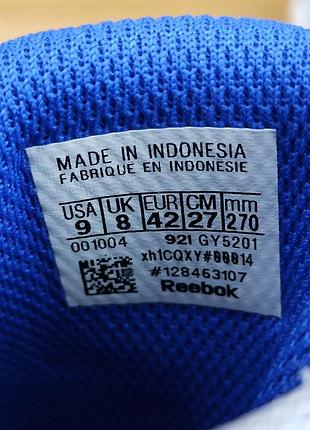 MADE IN INDONESIA
FABRIQUE EN INDONÉSIE
USA UK EUR CM mm
9 8 42 27 270
001004 921 GY5201
xh1CQXY#00014
#128463107
Reebok